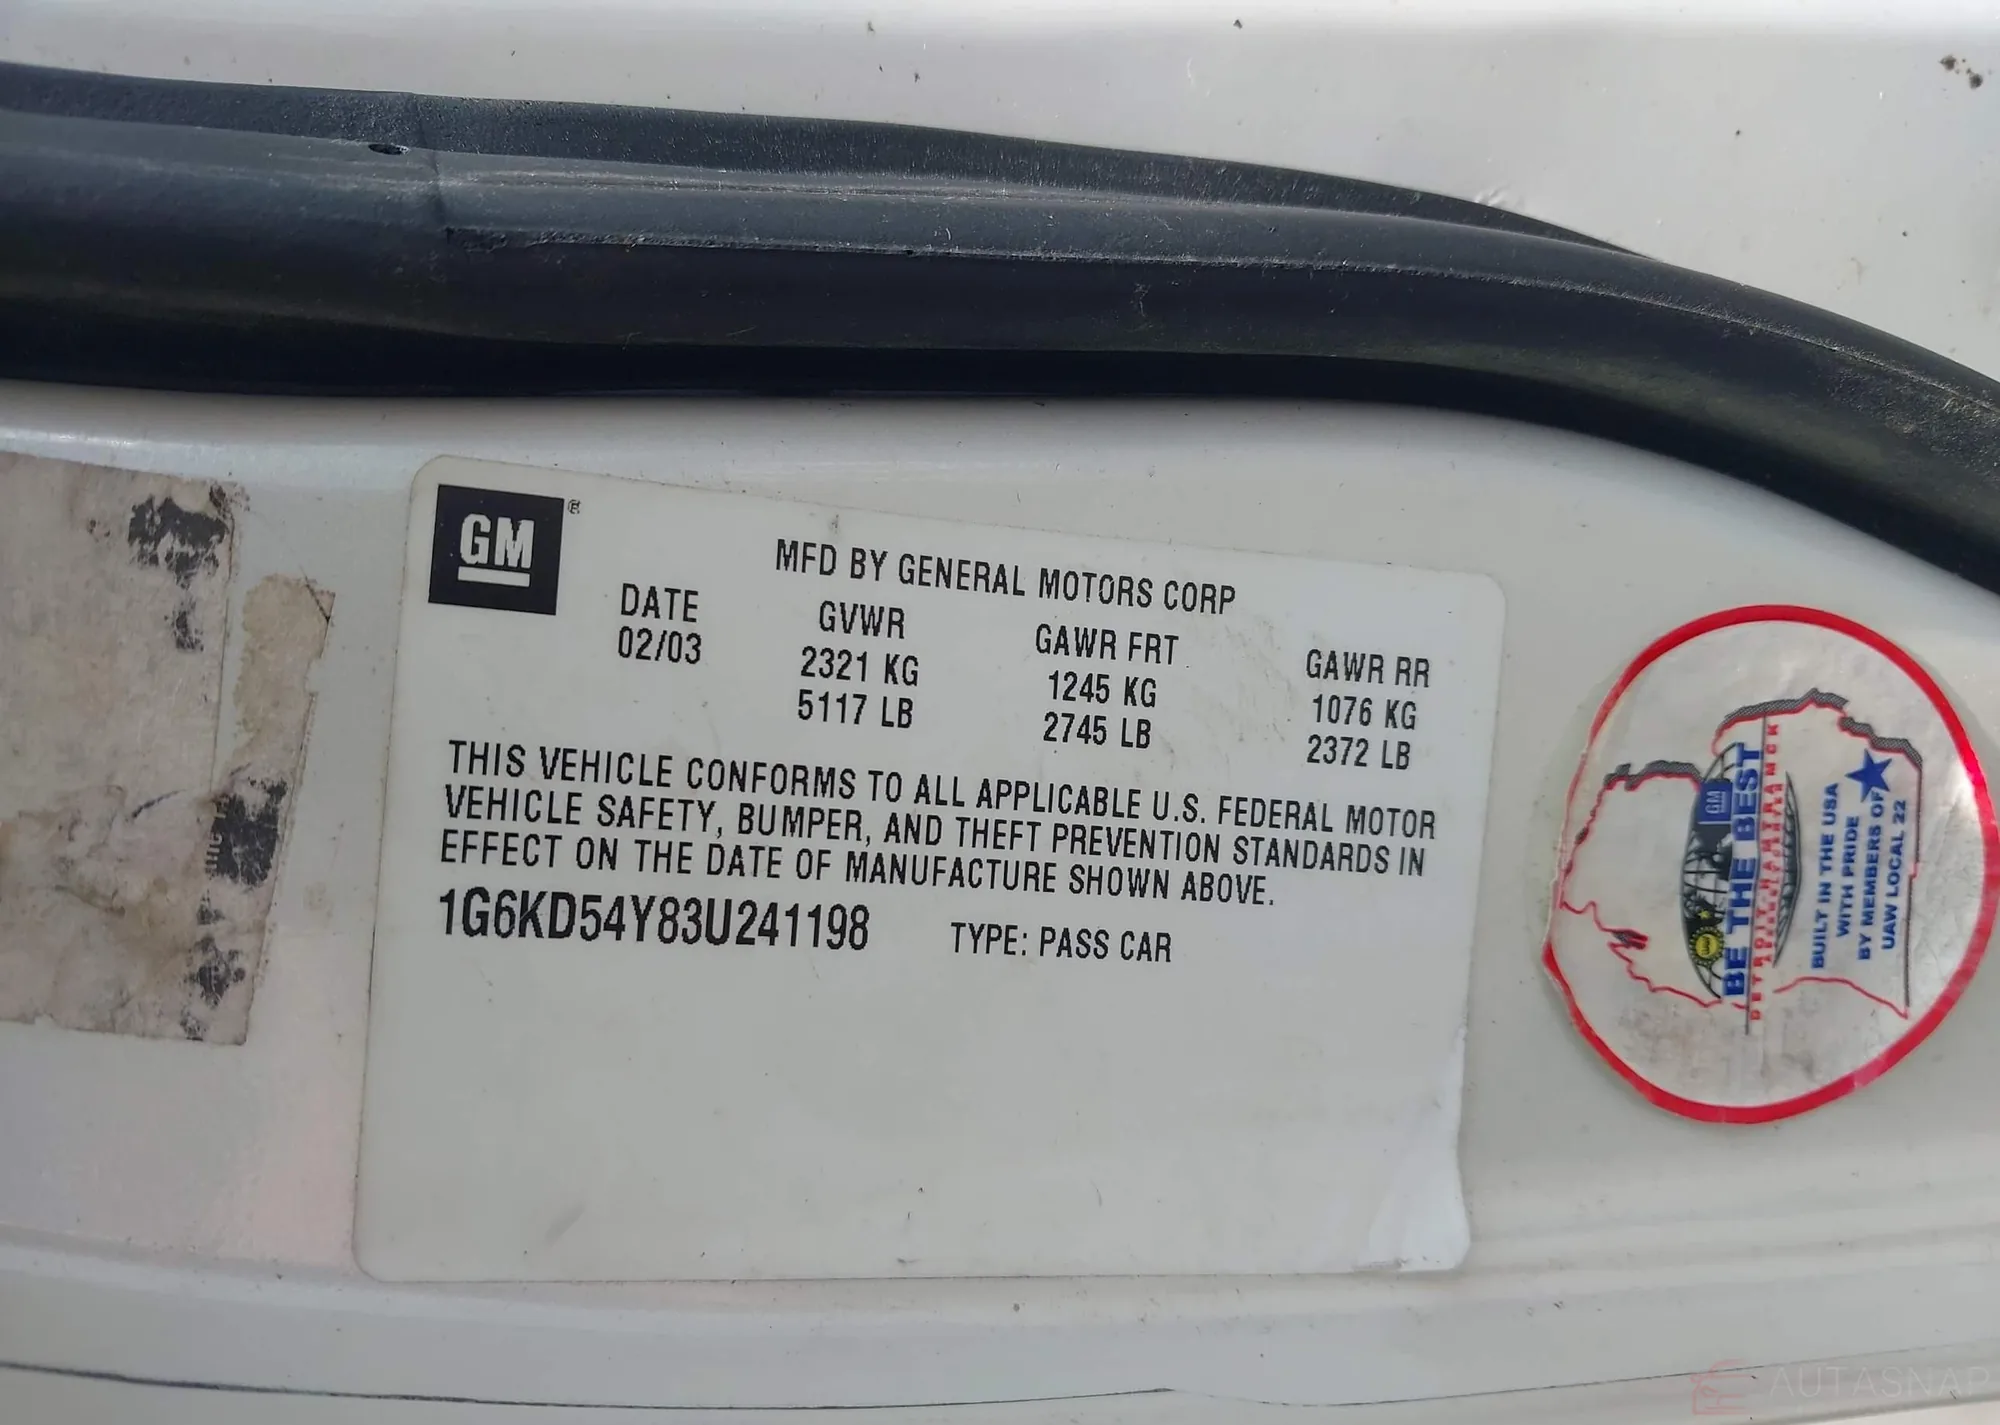 GM
®
MFD BY GENERAL MOTORS CORP
DATE GVWR GAWR FRT GAWR RR
02/03 2321 KG 1245 KG 1076 KG
5117 LB 2745 LB 2372 LB
THIS VEHICLE CONFORMS TO ALL APPLICABLE U.S. FEDERAL MOTOR
VEHICLE SAFETY, BUMPER, AND THEFT PREVENTION STANDARDS IN
EFFECT ON THE DATE OF MANUFACTURE SHOWN ABOVE.
1G6KD54Y83U241198 TYPE: PASS CAR
GM
BE THE BEST
DETROIT HAMTRAMCK
BUILT IN THE USA
WITH PRIDE
BY MEMBERS OF
UAW LOCAL 22
AUTASNAP